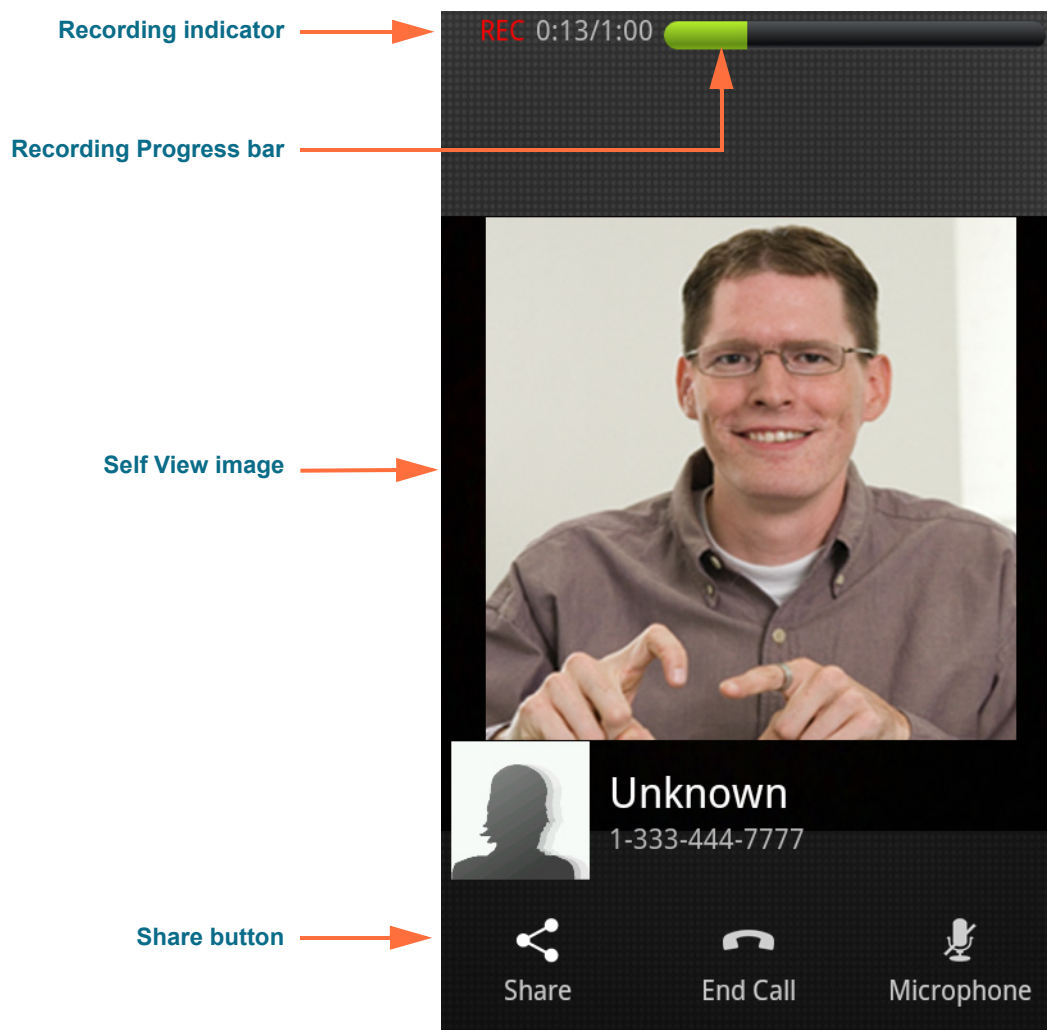 Recording indicator
REC 0:13/1:00
Recording Progress bar
Self View image
Unknown
1-333-444-7777
Share button
Share
End Call
Microphone